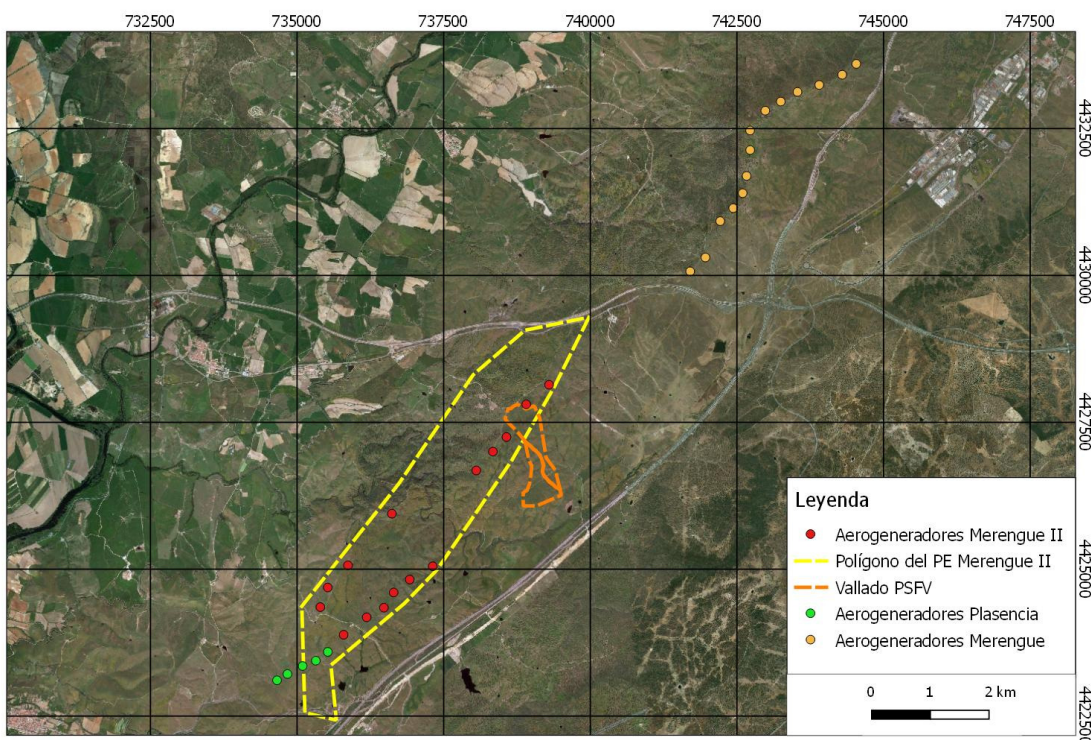 732500 735000 737500 740000 742500 745000 747500
4432500
4430000
4427500
4425000
4422500
Leyenda
Aerogeneradores Merengue II
Polígono del PE Merengue II
Vallado PSFV
Aerogeneradores Plasencia
Aerogeneradores Merengue
0 1 2 km